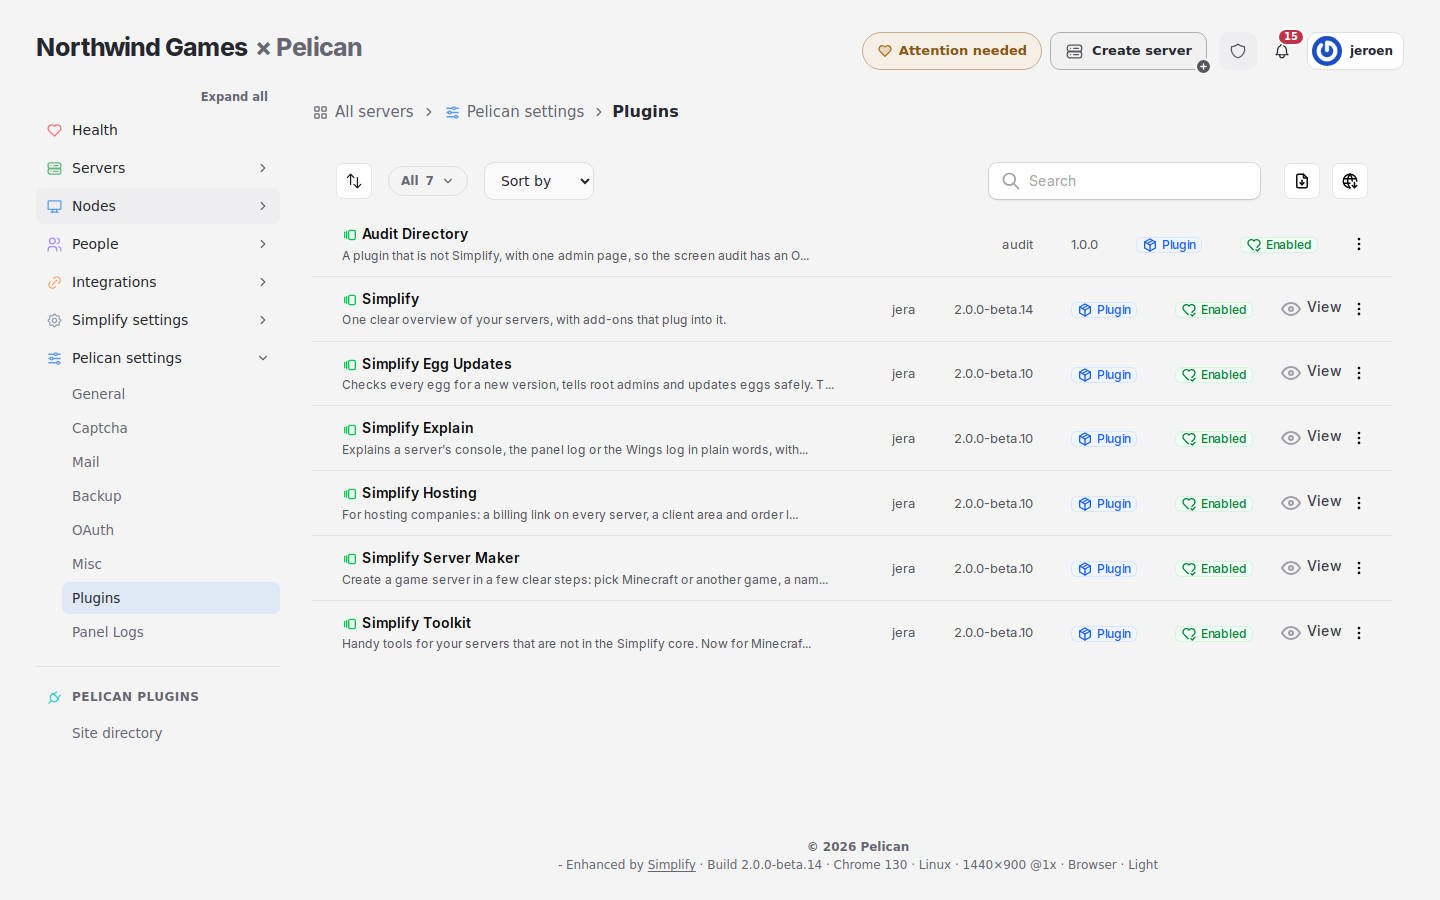 Northwind Games × Pelican
Attention needed
Create server
15
jeroen
Expand all
Health
Servers
Nodes
People
Integrations
Simplify settings
Pelican settings
General
Captcha
Mail
Backup
OAuth
Misc
Plugins
Panel Logs
PELICAN PLUGINS
Site directory
All servers > Pelican settings > Plugins
All 7
Sort by
Search
Audit Directory
A plugin that is not Simplify, with one admin page, so the screen audit has an O...
audit 1.0.0 Plugin Enabled
Simplify
One clear overview of your servers, with add-ons that plug into it.
jera 2.0.0-beta.14 Plugin Enabled View
Simplify Egg Updates
Checks every egg for a new version, tells root admins and updates eggs safely. T...
jera 2.0.0-beta.10 Plugin Enabled View
Simplify Explain
Explains a server's console, the panel log or the Wings log in plain words, with...
jera 2.0.0-beta.10 Plugin Enabled View
Simplify Hosting
For hosting companies: a billing link on every server, a client area and order l...
jera 2.0.0-beta.10 Plugin Enabled View
Simplify Server Maker
Create a game server in a few clear steps: pick Minecraft or another game, a nam...
jera 2.0.0-beta.10 Plugin Enabled View
Simplify Toolkit
Handy tools for your servers that are not in the Simplify core. Now for Minecraf...
jera 2.0.0-beta.10 Plugin Enabled View
© 2026 Pelican
- Enhanced by Simplify · Build 2.0.0-beta.14 · Chrome 130 · Linux · 1440×900 @1x · Browser · Light